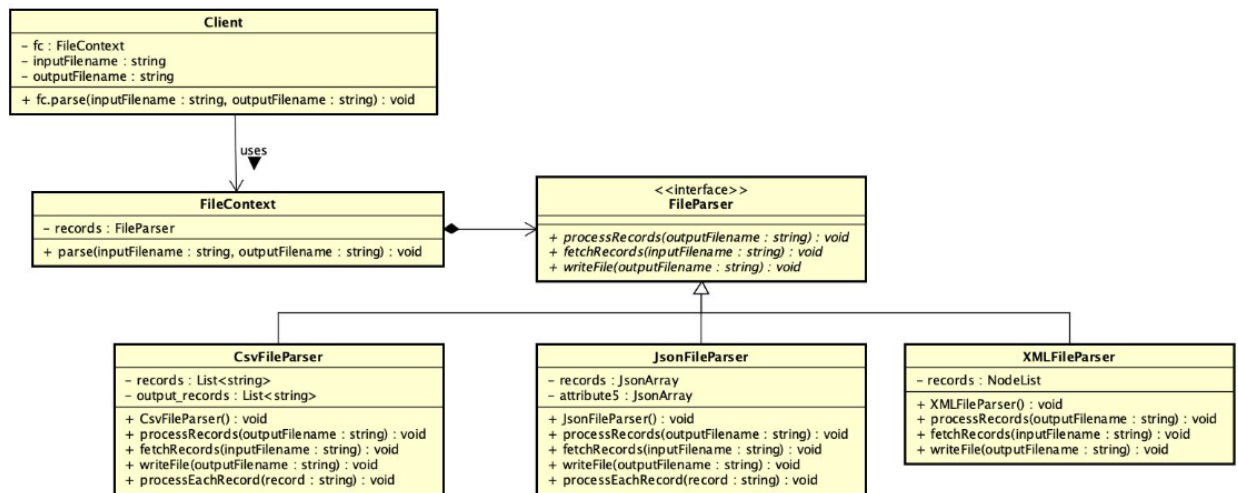 Client
– fc : FileContext
– inputFilename : string
– outputFilename : string
+ fc.parse(inputFilename : string, outputFilename : string) : void
uses
FileContext
– records : FileParser
+ parse(inputFilename : string, outputFilename : string) : void
<<interface>>
FileParser
+ processRecords(outputFilename : string) : void
+ fetchRecords(inputFilename : string) : void
+ writeFile(outputFilename : string) : void
CsvFileParser
– records : List<string>
– output_records : List<string>
+ CsvFileParser() : void
+ processRecords(outputFilename : string) : void
+ fetchRecords(inputFilename : string) : void
+ writeFile(outputFilename : string) : void
+ processEachRecord(record : string) : void
JsonFileParser
– records : JsonArray
– attribute5 : JsonArray
+ JsonFileParser() : void
+ processRecords(outputFilename : string) : void
+ fetchRecords(inputFilename : string) : void
+ writeFile(outputFilename : string) : void
+ processEachRecord(record : string) : void
XMLFileParser
– records : NodeList
+ XMLFileParser() : void
+ processRecords(outputFilename : string) : void
+ fetchRecords(inputFilename : string) : void
+ writeFile(outputFilename : string) : void